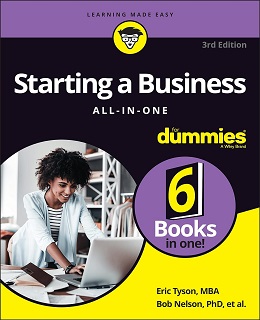 LEARNING MADE EASY
3rd Edition
Starting a Business
ALL-IN-ONE
for
dummies
A Wiley Brand
6
Books
in one!
Eric Tyson, MBA
Bob Nelson, PhD, et al.